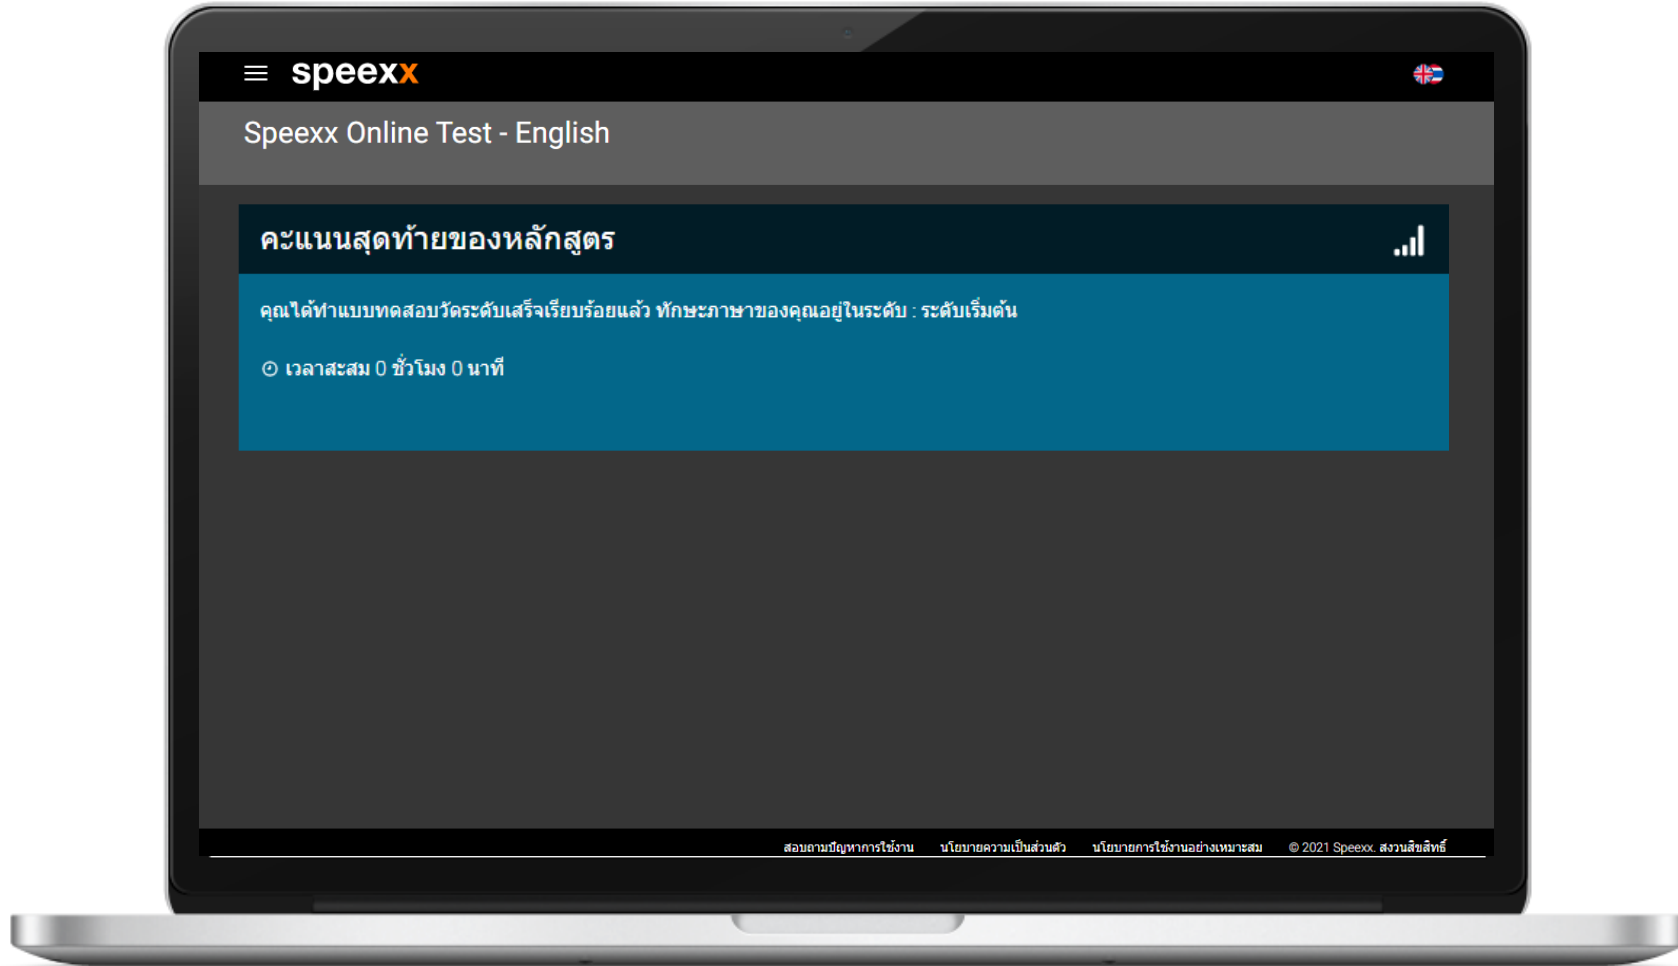 speexx
Speexx Online Test - English
คะแนนสุดท้ายของหลักสูตร
คุณได้ทำแบบทดสอบวัดระดับเสร็จเรียบร้อยแล้ว ทักษะภาษาของคุณอยู่ในระดับ : ระดับเริ่มต้น
เวลาสะสม 0 ชั่วโมง 0 นาที
สอบถามปัญหาการใช้งาน นโยบายความเป็นส่วนตัว นโยบายการใช้งานอย่างเหมาะสม © 2021 Speexx. สงวนสิขสิทธิ์